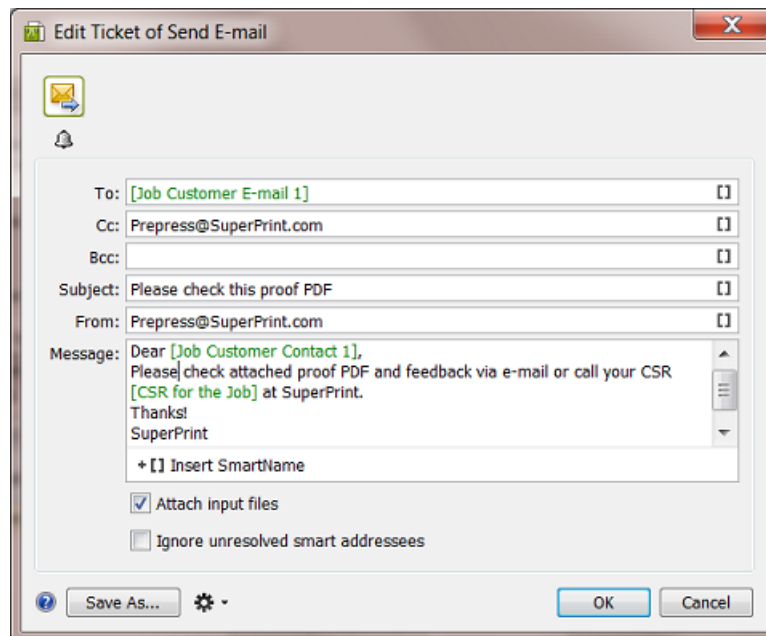 Edit Ticket of Send E-mail
To: [Job Customer E-mail 1]
Cc: Prepress@SuperPrint.com
Bcc:
Subject: Please check this proof PDF
From: Prepress@SuperPrint.com
Message: Dear [Job Customer Contact 1],
Please check attached proof PDF and feedback via e-mail or call your CSR
[CSR for the Job] at SuperPrint.
Thanks!
SuperPrint
+[] Insert SmartName
Attach input files
Ignore unresolved smart addressees
Save As... OK Cancel